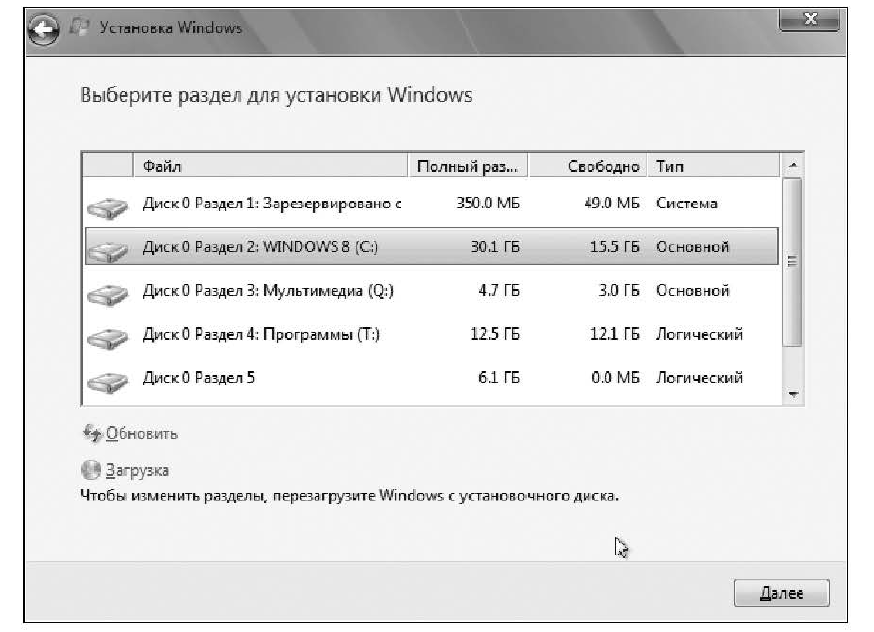 Установка Windows
Выберите раздел для установки Windows
Файл Полный раз... Свободно Тип
Диск 0 Раздел 1: Зарезервировано с 350.0 МБ 49.0 МБ Система
Диск 0 Раздел 2: WINDOWS 8 (C:) 30.1 ГБ 15.5 ГБ Основной
Диск 0 Раздел 3: Мультимедиа (Q:) 4.7 ГБ 3.0 ГБ Основной
Диск 0 Раздел 4: Программы (T:) 12.5 ГБ 12.1 ГБ Логический
Диск 0 Раздел 5 6.1 ГБ 0.0 МБ Логический
Обновить
Загрузка
Чтобы изменить разделы, перезагрузите Windows с установочного диска.
Далее